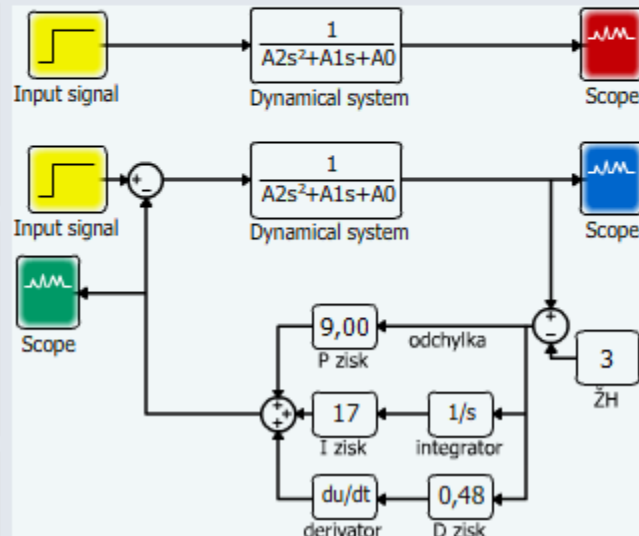 1
A2s²+A1s+A0
Input signal
Dynamical system
Scope
+
−
1
A2s²+A1s+A0
Input signal
Dynamical system
Scope
Scope
9,00
P zisk
odchylka
+
−
3
ŽH
+
+
+
17
I zisk
1/s
integrator
du/dt
derivator
0,48
D zisk